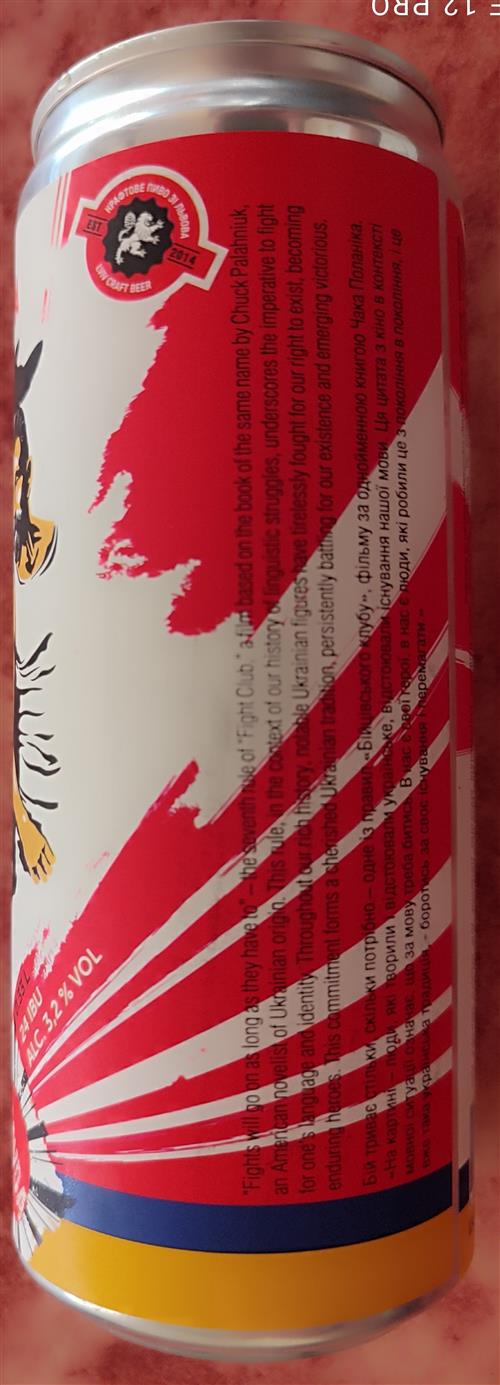 КРАФТОВЕ ПИВО ЗІ ЛЬВОВА
EST 2014
LVIV CRAFT BEER
"Fights will go on as long as they have to" – the seventh rule of "Fight Club," a film based on the book of the same name by Chuck Palahniuk,
an American novelist of Ukrainian origin. This rule, in the context of our history of linguistic struggles, underscores the imperative to fight
for one's language and identity. Throughout our rich history, notable Ukrainian figures have tirelessly fought for our right to exist, becoming
enduring heroes. This commitment forms a cherished Ukrainian tradition, persistently battling for our existence and emerging victorious.
Бій триває стільки, скільки потрібно – одне із правил «Бійцівського клубу», фільму за однойменною книгою Чака Поланіка.
«На картині – люди, які творили і відстоювали українське, відстоювали існування нашої мови. Ця цитата з кіно в контексті
мовної ситуації означає, що за мову треба битись. В нас є свої герої, в нас є люди, які робили це з покоління в покоління, і це
вже така українська традиція, - боротись за своє існування і перемагати.»
24 IBU
ALC. 3,2 % VOL
E 12 PRO